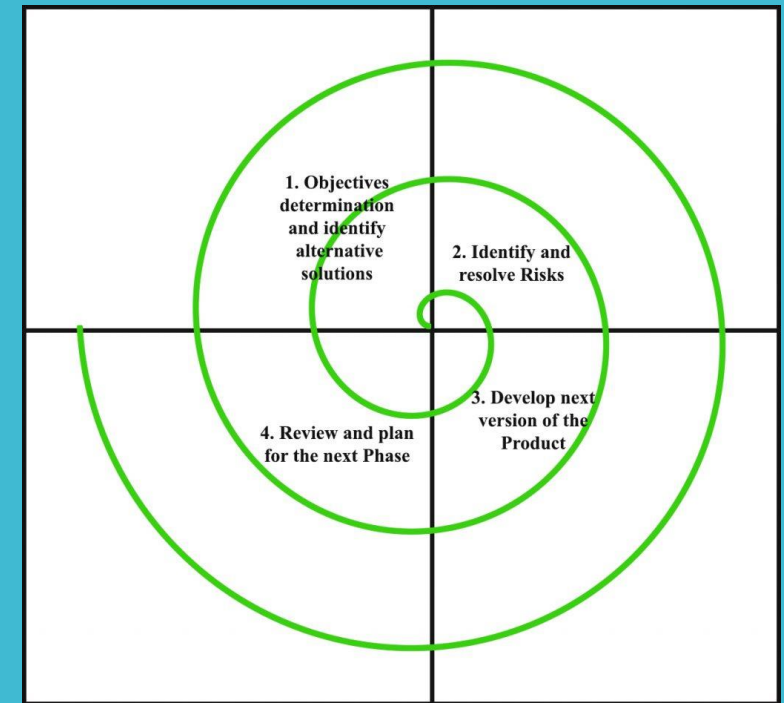 1. Objectives
determination
and identify
alternative
solutions
2. Identify and
resolve Risks
3. Develop next
version of the
Product
4. Review and plan
for the next Phase